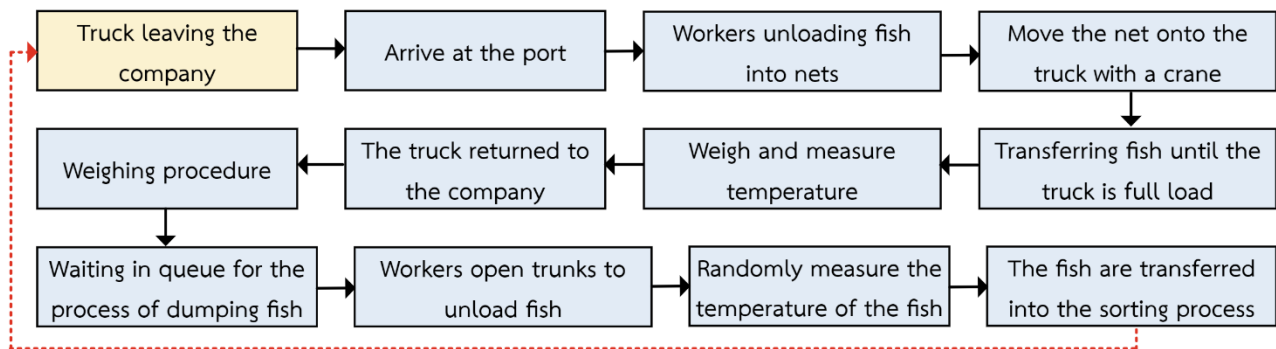 Truck leaving the
company
Arrive at the port
Workers unloading fish
into nets
Move the net onto the
truck with a crane
Transferring fish until the
truck is full load
Weigh and measure
temperature
The truck returned to
the company
Weighing procedure
Waiting in queue for the
process of dumping fish
Workers open trunks to
unload fish
Randomly measure the
temperature of the fish
The fish are transferred
into the sorting process